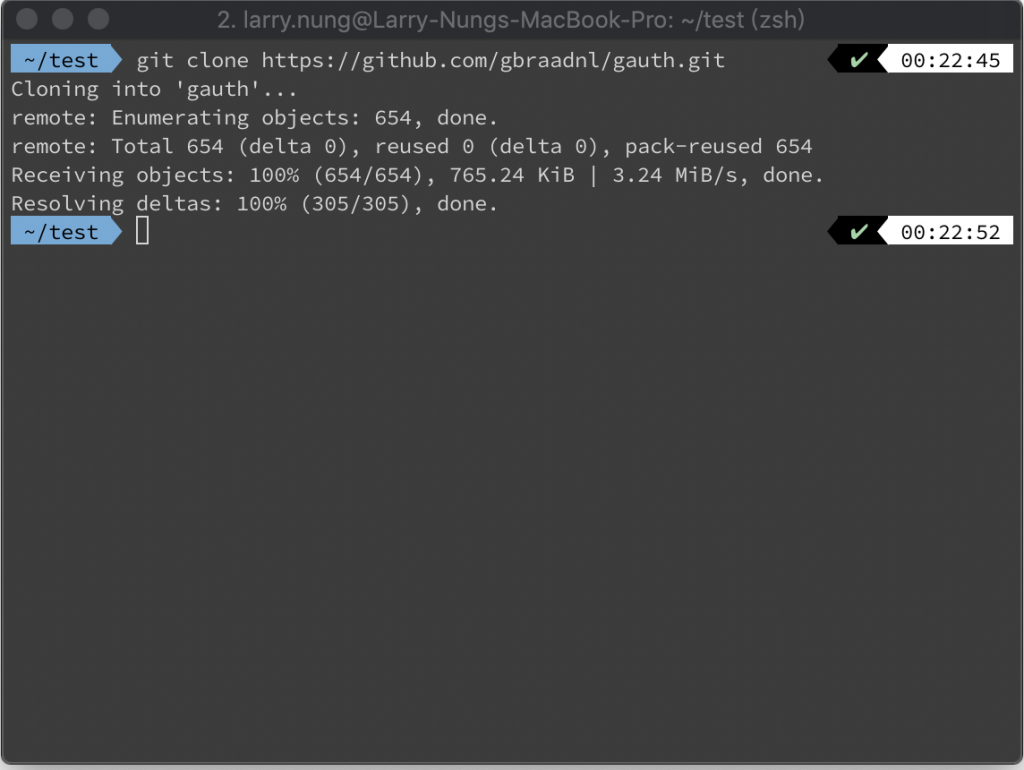 2. larry.nung@Larry-Nungs-MacBook-Pro: ~/test (zsh)
~/test git clone https://github.com/gbraadnl/gauth.git ✔ 00:22:45
Cloning into 'gauth'...
remote: Enumerating objects: 654, done.
remote: Total 654 (delta 0), reused 0 (delta 0), pack-reused 654
Receiving objects: 100% (654/654), 765.24 KiB | 3.24 MiB/s, done.
Resolving deltas: 100% (305/305), done.
~/test ✔ 00:22:52